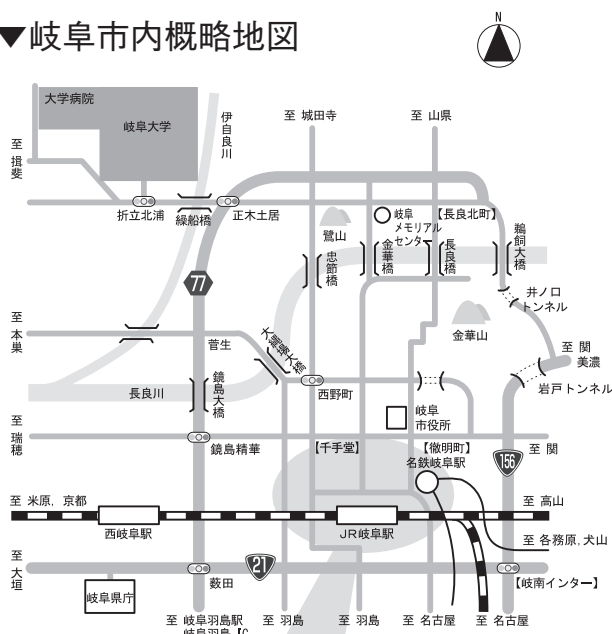 ▼岐阜市内概略地図
N
大学病院
岐阜大学
伊自良川
至 城田寺
至 山県
至 揖斐
折立北浦
繰船橋
正木土居
鷺山
岐阜
メモリアル
センター
【長良北町】
忠節橋
金華橋
長良橋
鵜飼大橋
77
井ノ口
トンネル
至 本巣
菅生
大縄場大橋
金華山
至 関
美濃
長良川
鏡島大橋
西野町
岩戸トンネル
岐阜
市役所
至 瑞穂
鏡島精華
【千手堂】
【徹明町】
名鉄岐阜駅
至 関
156
至 米原，京都
西岐阜駅
JR岐阜駅
至 高山
至 各務原，犬山
至 大垣
岐阜県庁
薮田
21
【岐南インター】
至 岐阜羽島駅
至 羽島
至 羽島
至 名古屋
至 名古屋